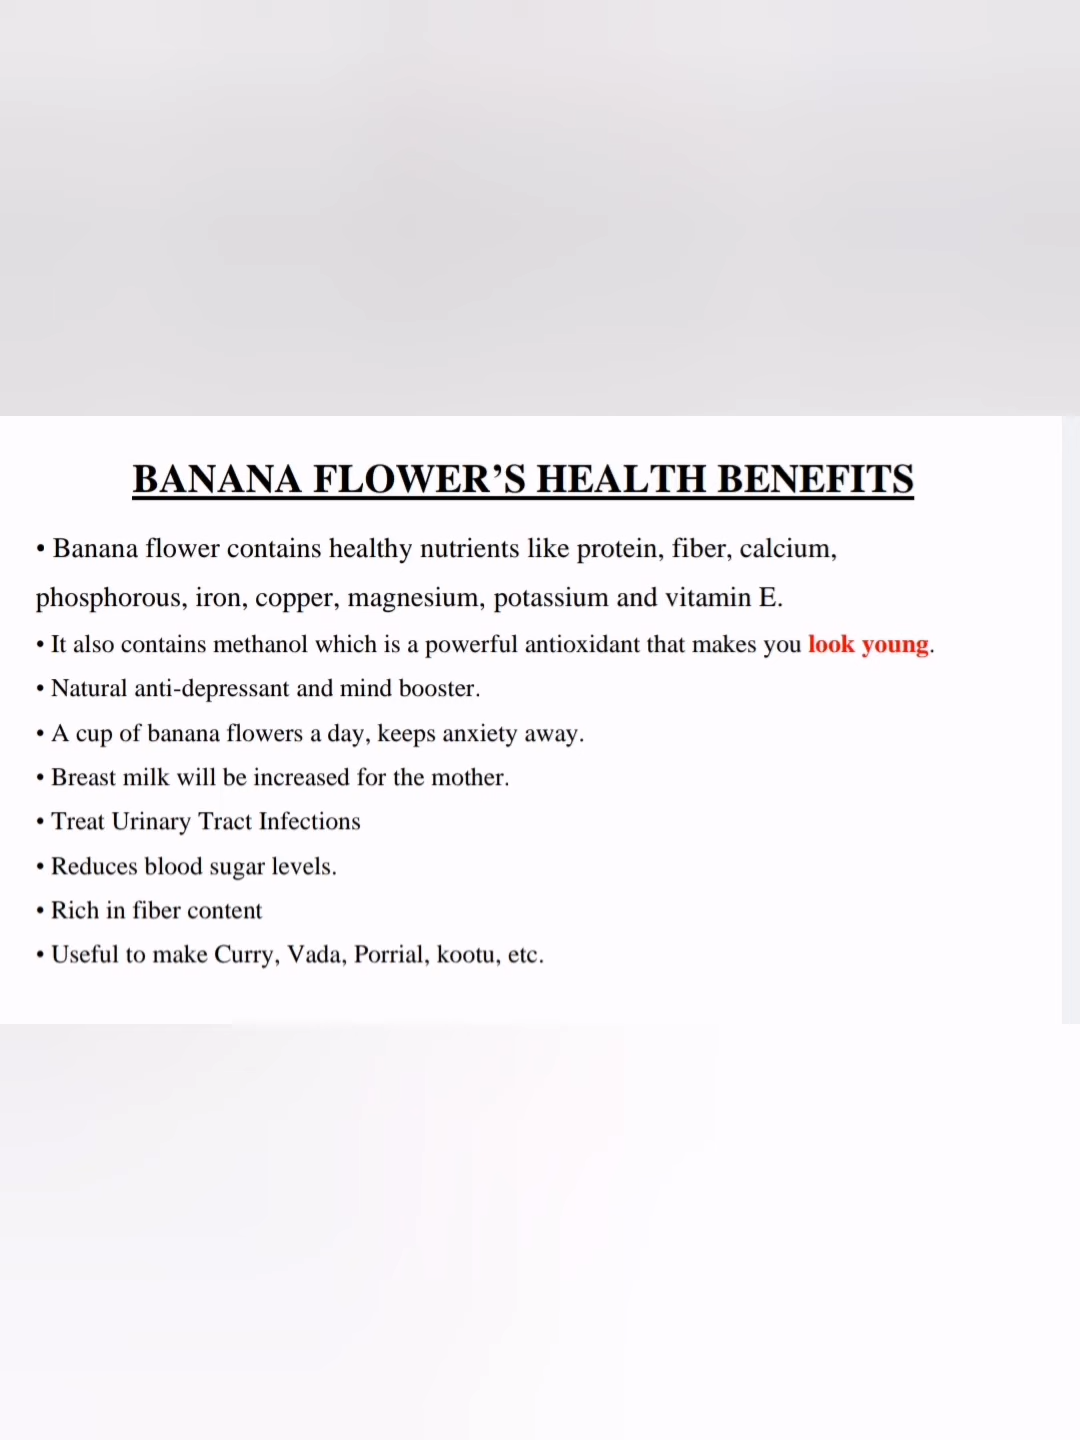 BANANA FLOWER’S HEALTH BENEFITS
• Banana flower contains healthy nutrients like protein, fiber, calcium,
phosphorous, iron, copper, magnesium, potassium and vitamin E.
• It also contains methanol which is a powerful antioxidant that makes you look young.
• Natural anti-depressant and mind booster.
• A cup of banana flowers a day, keeps anxiety away.
• Breast milk will be increased for the mother.
• Treat Urinary Tract Infections
• Reduces blood sugar levels.
• Rich in fiber content
• Useful to make Curry, Vada, Porrial, kootu, etc.